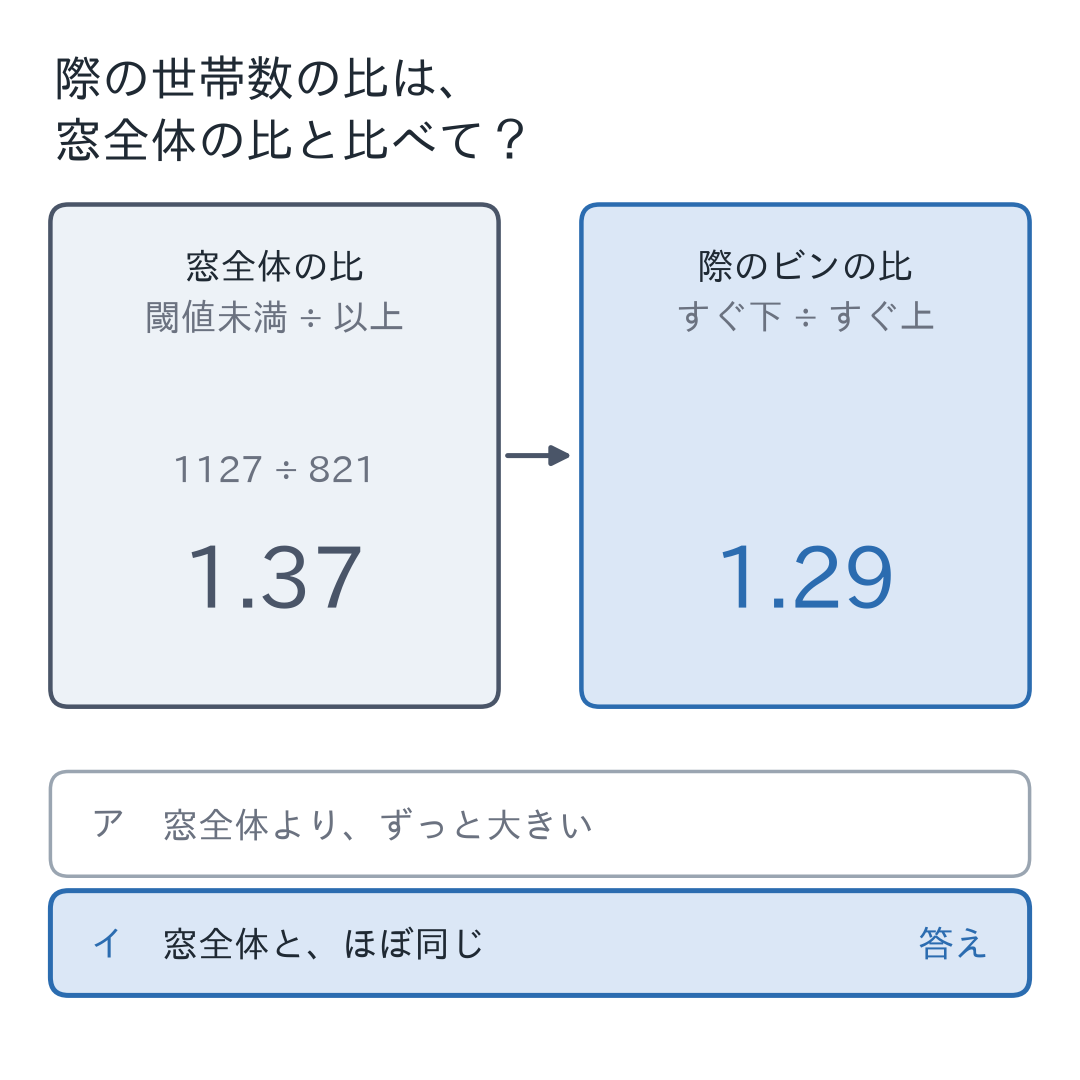 際の世帯数の比は、
窓全体の比と比べて？
窓全体の比
閾値未満 ÷ 以上
1127 ÷ 821
1.37
際のビンの比
すぐ下 ÷ すぐ上
1.29
ア 窓全体より、ずっと大きい
イ 窓全体と、ほぼ同じ 答え